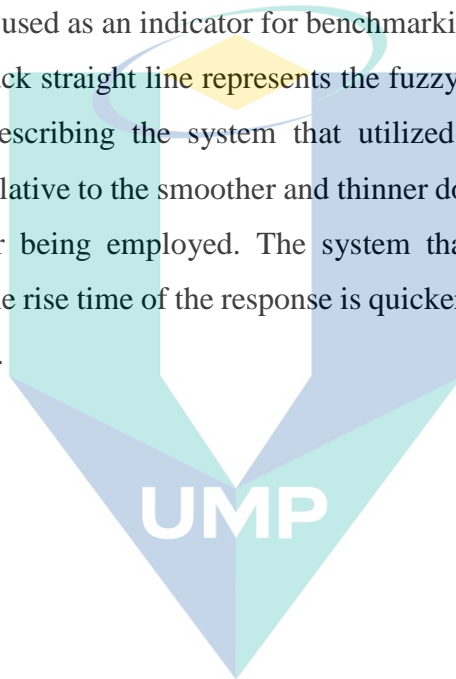 used as an indicator for benchmarki
ck straight line represents the fuzzy
escribing the system that utilized
lative to the smoother and thinner do
r being employed. The system tha
e rise time of the response is quicke
.
UMP